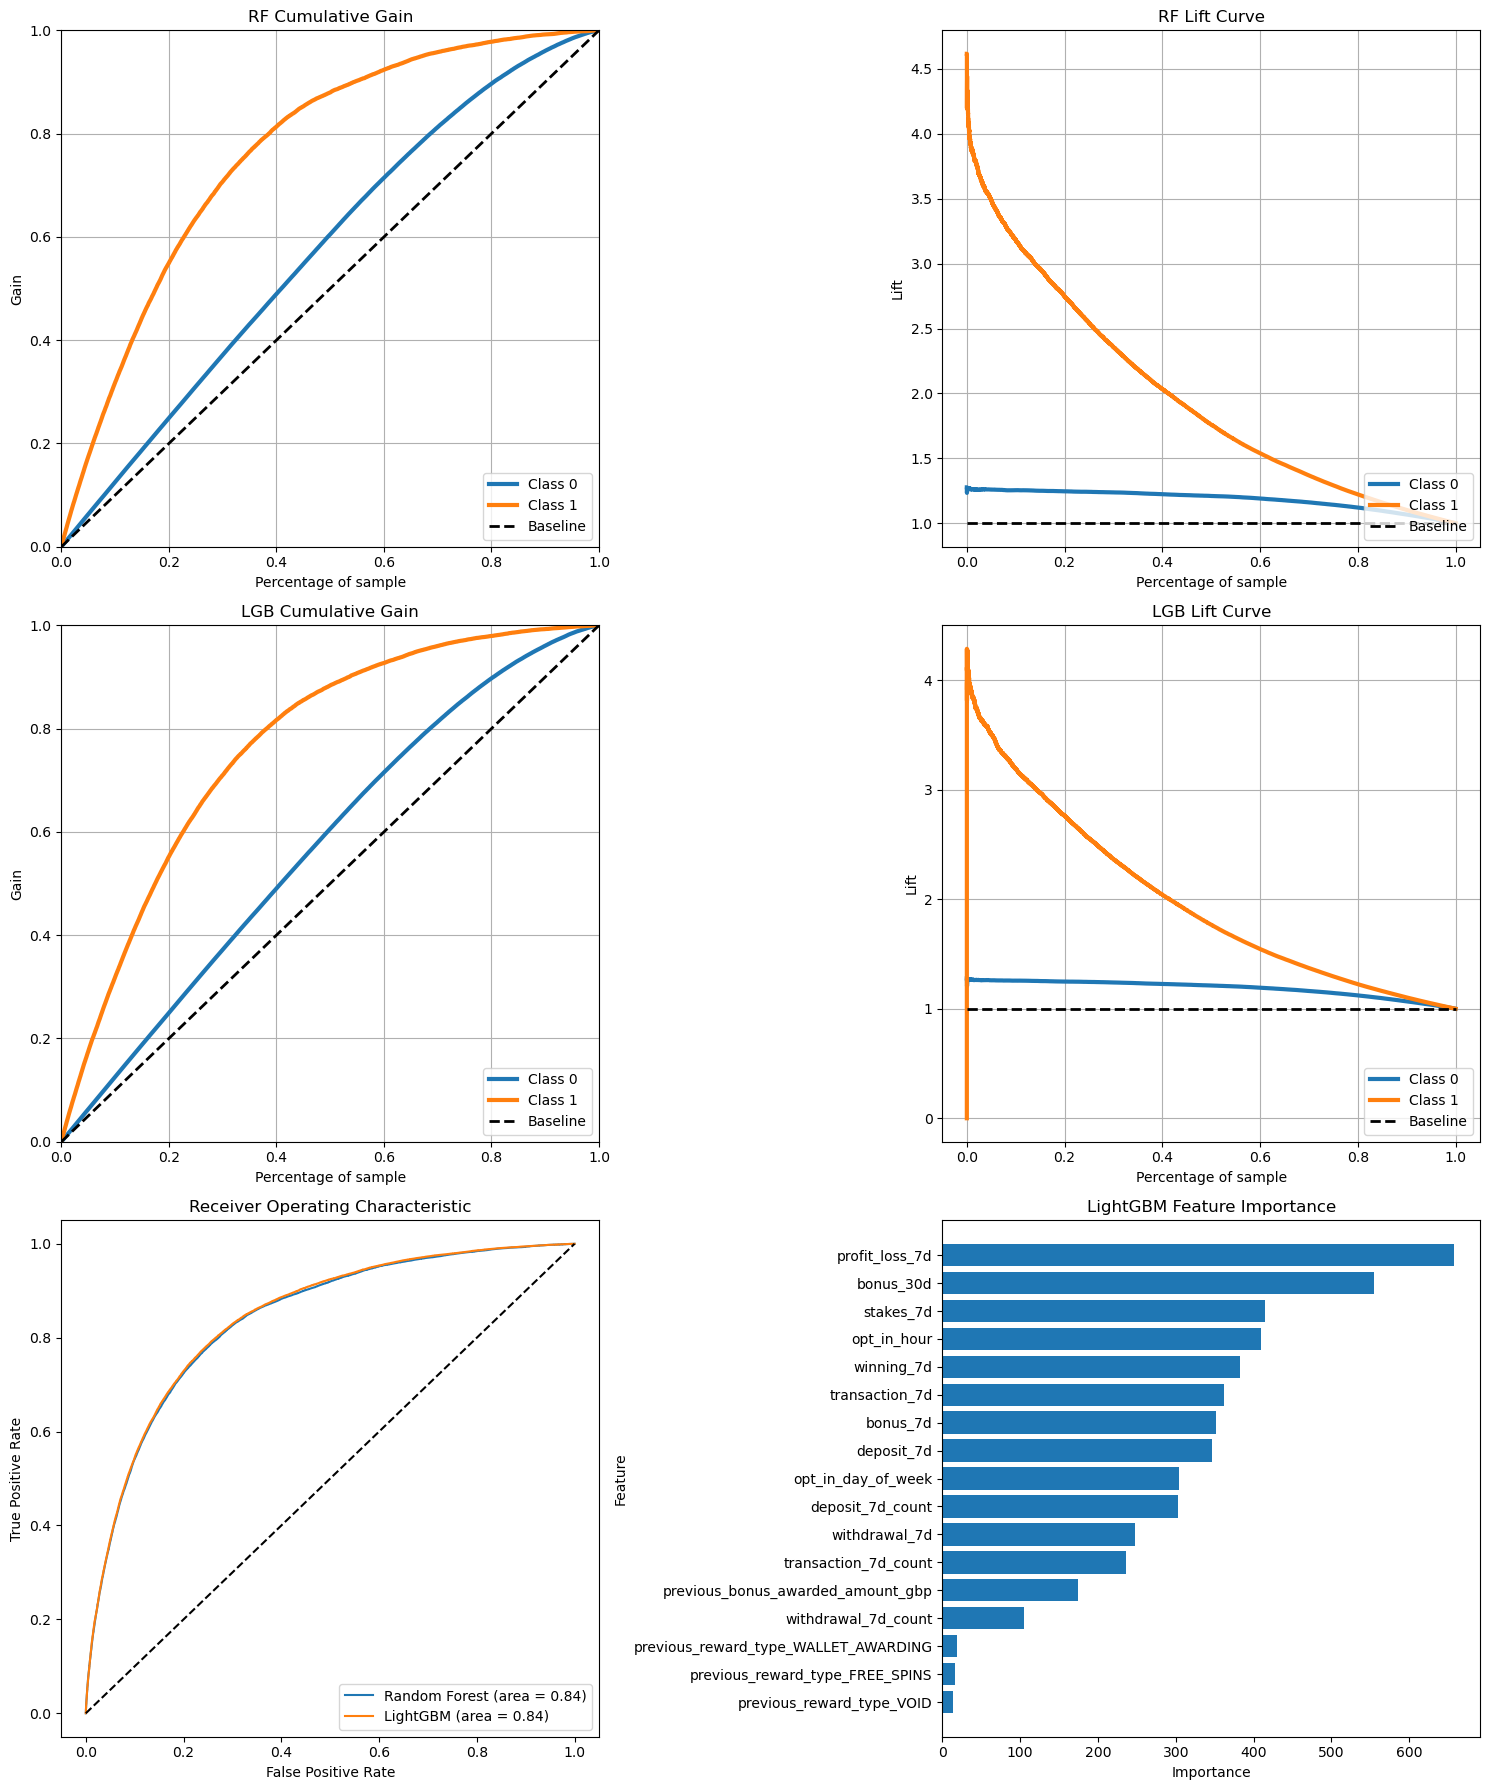 RF Cumulative Gain
1.0
0.8
0.6
0.4
0.2
0.0
Gain
0.0 0.2 0.4 0.6 0.8 1.0
Percentage of sample
Class 0
Class 1
Baseline
RF Lift Curve
4.5
4.0
3.5
3.0
2.5
2.0
1.5
1.0
Lift
0.0 0.2 0.4 0.6 0.8 1.0
Percentage of sample
Class 0
Class 1
Baseline
LGB Cumulative Gain
1.0
0.8
0.6
0.4
0.2
0.0
Gain
0.0 0.2 0.4 0.6 0.8 1.0
Percentage of sample
Class 0
Class 1
Baseline
LGB Lift Curve
4
3
2
1
0
Lift
0.0 0.2 0.4 0.6 0.8 1.0
Percentage of sample
Class 0
Class 1
Baseline
Receiver Operating Characteristic
1.0
0.8
0.6
0.4
0.2
0.0
True Positive Rate
0.0 0.2 0.4 0.6 0.8 1.0
False Positive Rate
Random Forest (area = 0.84)
LightGBM (area = 0.84)
LightGBM Feature Importance
Feature
profit_loss_7d
bonus_30d
stakes_7d
opt_in_hour
winning_7d
transaction_7d
bonus_7d
deposit_7d
opt_in_day_of_week
deposit_7d_count
withdrawal_7d
transaction_7d_count
previous_bonus_awarded_amount_gbp
withdrawal_7d_count
previous_reward_type_WALLET_AWARDING
previous_reward_type_FREE_SPINS
previous_reward_type_VOID
0 100 200 300 400 500 600
Importance